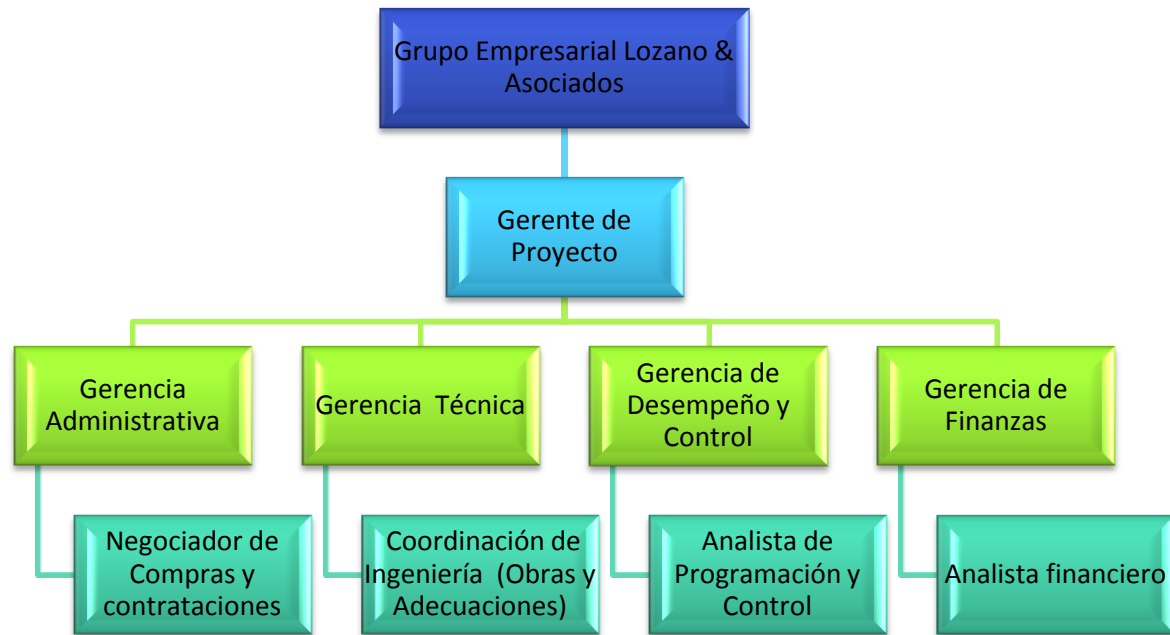 Grupo Empresarial Lozano &
Asociados
Gerente de
Proyecto
Gerencia
Administrativa
Gerencia Técnica
Gerencia de
Desempeño y
Control
Gerencia de
Finanzas
Negociador de
Compras y
contrataciones
Coordinación de
Ingeniería (Obras y
Adecuaciones)
Analista de
Programación y
Control
Analista financiero